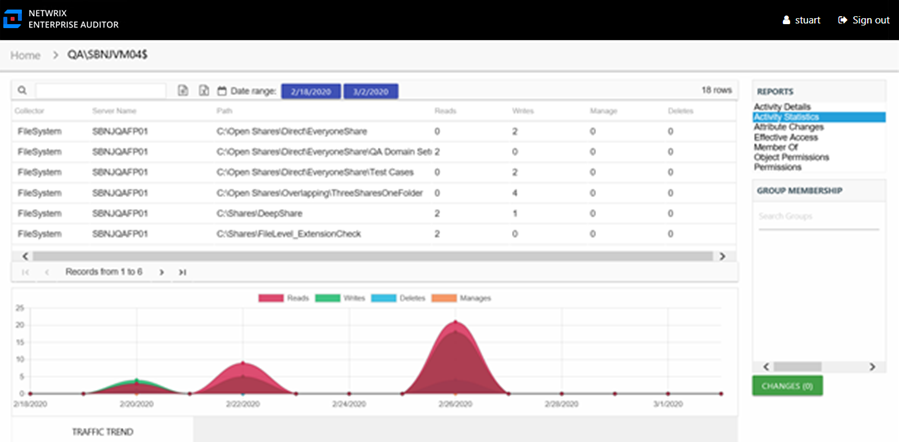 NETWRIX
ENTERPRISE AUDITOR
stuart Sign out
Home > QA\SBNJVM04$
Date range: 2/18/2020 3/2/2020 18 rows
Collector Server Name Path Reads Writes Manage Deletes
FileSystem SBNJQAFP01 C:\Open Shares\Direct\EveryoneShare 0 2 0 0
FileSystem SBNJQAFP01 C:\Open Shares\Direct\EveryoneShare\QA Domain Set 2 0 0 0
FileSystem SBNJQAFP01 C:\Open Shares\Direct\EveryoneShare\Test Cases 0 2 0 0
FileSystem SBNJQAFP01 C:\Open Shares\Overlapping\ThreeSharesOneFolder 0 4 0 0
FileSystem SBNJQAFP01 C:\Shares\DeepShare 2 1 0 0
FileSystem SBNJQAFP01 C:\Shares\FileLevel_ExtensionCheck 2 0 0 0
Records from 1 to 6
Reads Writes Deletes Manages
25
20
15
10
5
0
2/18/2020 2/20/2020 2/22/2020 2/24/2020 2/26/2020 2/28/2020 3/1/2020
TRAFFIC TREND
REPORTS
Activity Details
Activity Statistics
Attribute Changes
Effective Access
Member Of
Object Permissions
Permissions
GROUP MEMBERSHIP
Search Groups
CHANGES (0)